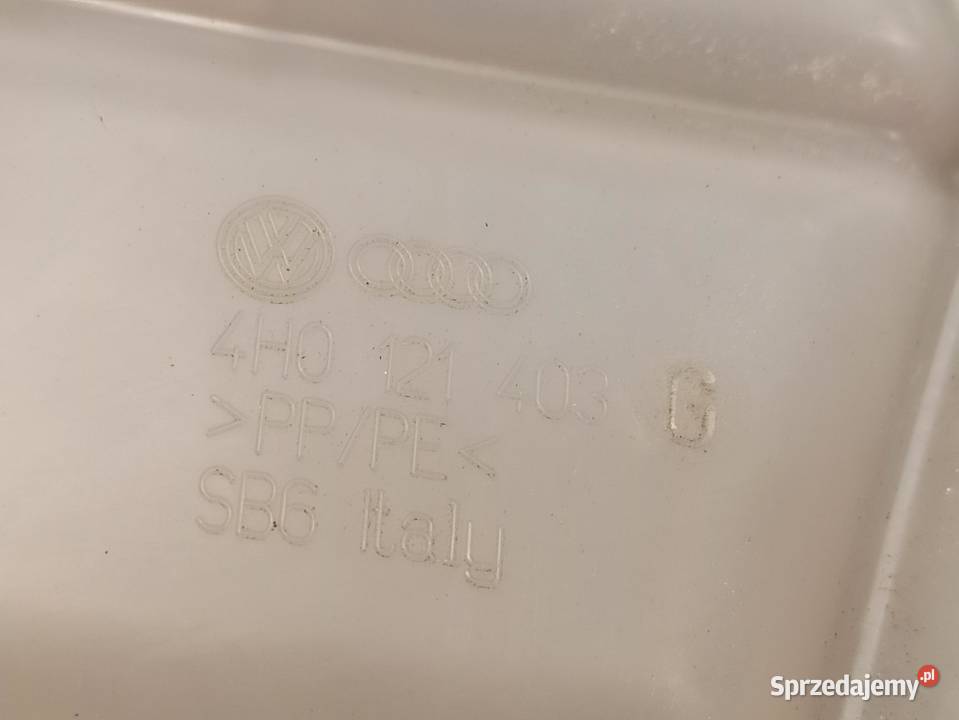 4H0 121 403 G
>PP/PE<
SB6 Italy
Sprzedajemy.pl